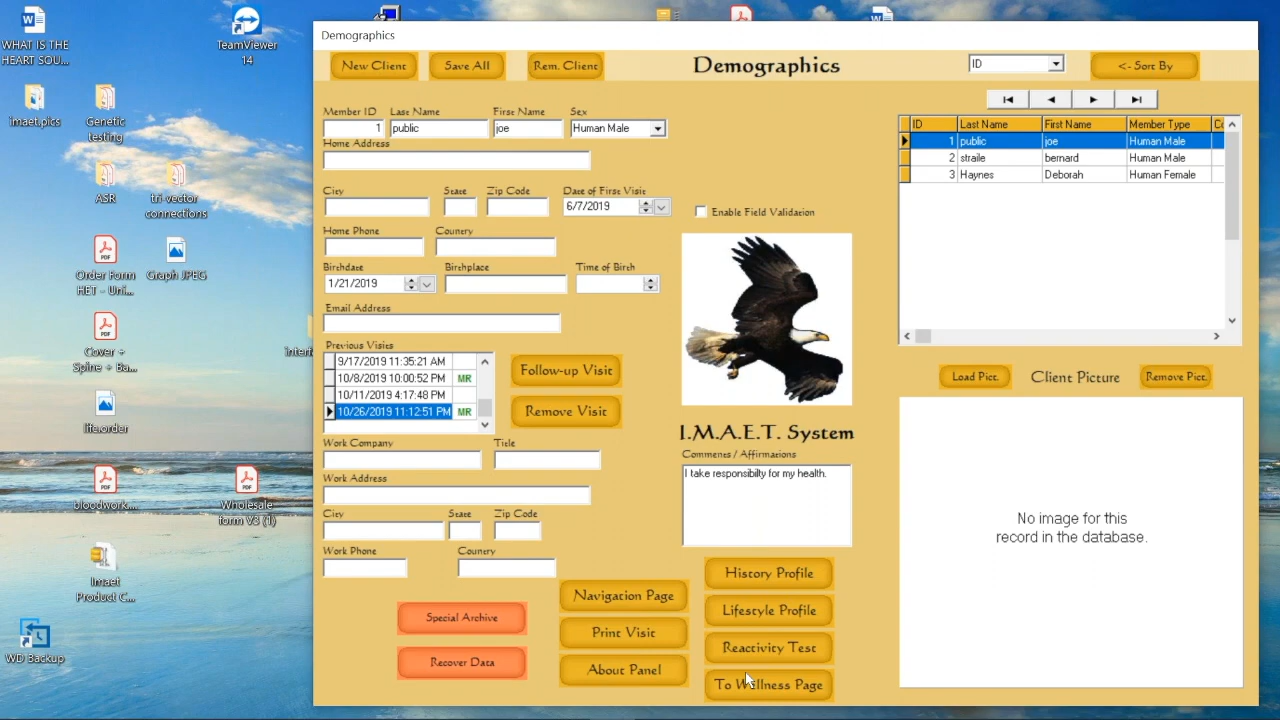 WHAT IS THE
HEART SOU...
TeamViewer
14
imaet.pics
Genetic
testing
ASR
tri-vector
connections
Order Form
HET - Uni...
Graph JPEG
Cover +
Spine + Ba...
interf
life.order
bloodwork....
Wholesale
form V3 (1)
Imaet
Product C...
WD Backup
Demographics
New Client
Save All
Rem. Client
Demographics
ID
<- Sort By
Member ID
Last Name
First Name
Sex
1
public
joe
Human Male
Home Address
City
State
Zip Code
Date of First Visit
6/7/2019
Enable Field Validation
Home Phone
Country
Birthdate
Birthplace
Time of Birth
1/21/2019
Email Address
Previous Visits
9/17/2019 11:35:21 AM
10/8/2019 10:00:52 PM MR
10/11/2019 4:17:48 PM
10/26/2019 11:12:51 PM MR
Follow-up Visit
Remove Visit
Work Company
Title
Work Address
City
State
Zip Code
Work Phone
Country
Special Archive
Recover Data
Navigation Page
Print Visit
About Panel
I.M.A.E.T. System
Comments / Affirmations
I take responsibilty for my health.
History Profile
Lifestyle Profile
Reactivity Test
To Wellness Page
ID Last Name First Name Member Type Co
1 public joe Human Male
2 straile bernard Human Male
3 Haynes Deborah Human Female
Load Pict.
Client Picture
Remove Pict.
No image for this
record in the database.